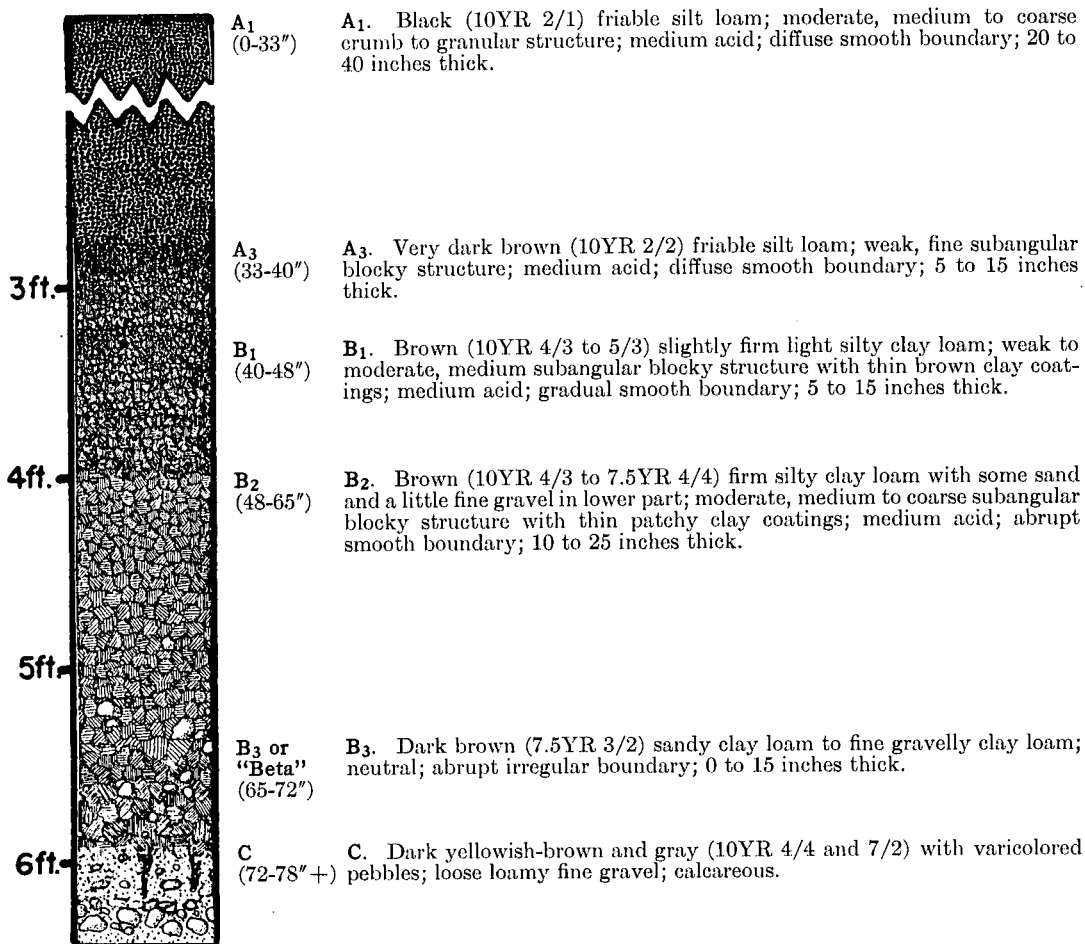 A₁ (0-33″)
A₁. Black (10YR 2/1) friable silt loam; moderate, medium to coarse
crumb to granular structure; medium acid; diffuse smooth boundary; 20 to
40 inches thick.
A₃ (33-40″)
A₃. Very dark brown (10YR 2/2) friable silt loam; weak, fine subangular
blocky structure; medium acid; diffuse smooth boundary; 5 to 15 inches
thick.
3ft.
B₁ (40-48″)
B₁. Brown (10YR 4/3 to 5/3) slightly firm light silty clay loam; weak to
moderate, medium subangular blocky structure with thin brown clay coat-
ings; medium acid; gradual smooth boundary; 5 to 15 inches thick.
4ft.
B₂ (48-65″)
B₂. Brown (10YR 4/3 to 7.5YR 4/4) firm silty clay loam with some sand
and a little fine gravel in lower part; moderate, medium to coarse subangular
blocky structure with thin patchy clay coatings; medium acid; abrupt
smooth boundary; 10 to 25 inches thick.
5ft.
B₃ or
“Beta”
(65-72″)
B₃. Dark brown (7.5YR 3/2) sandy clay loam to fine gravelly clay loam;
neutral; abrupt irregular boundary; 0 to 15 inches thick.
6ft.
C
(72-78″+)
C. Dark yellowish-brown and gray (10YR 4/4 and 7/2) with varicolored
pebbles; loose loamy fine gravel; calcareous.